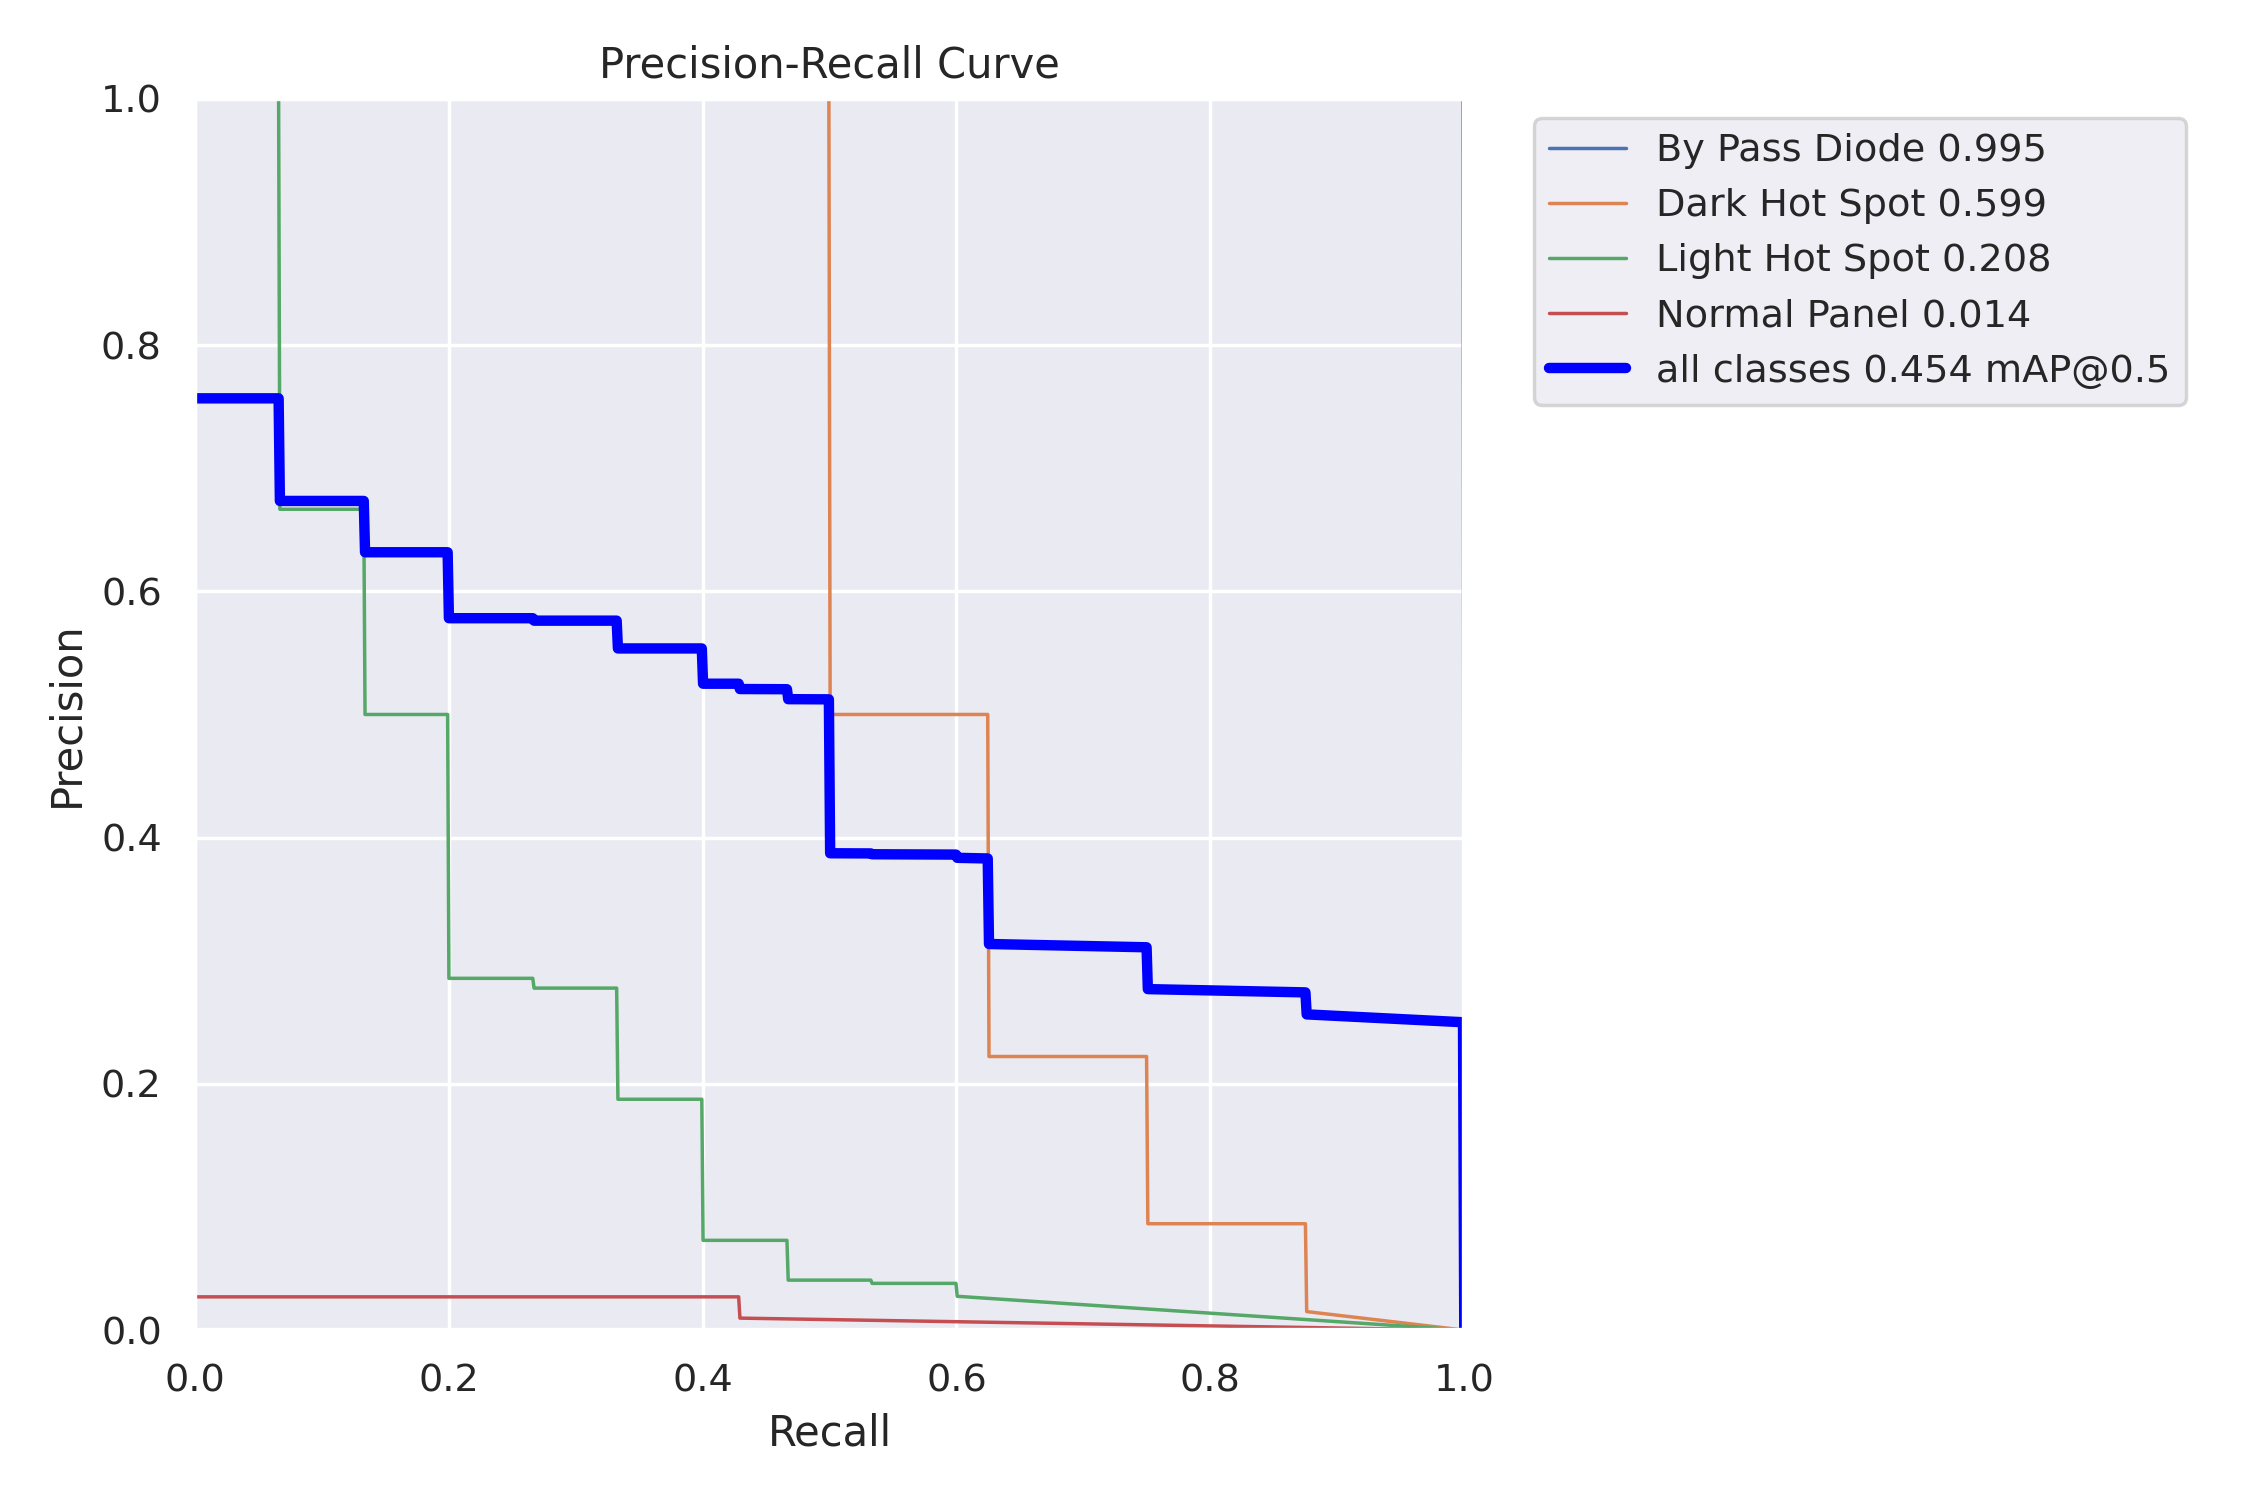 Precision-Recall Curve
1.0
0.8
0.6
0.4
0.2
0.0
Precision
0.0 0.2 0.4 0.6 0.8 1.0
Recall
By Pass Diode 0.995
Dark Hot Spot 0.599
Light Hot Spot 0.208
Normal Panel 0.014
all classes 0.454 mAP@0.5